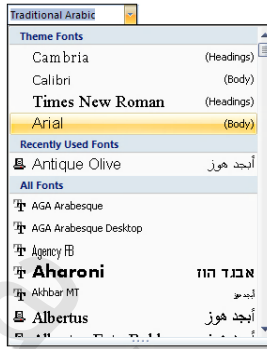 Traditional Arabic
Theme Fonts
Cambria (Headings)
Calibri (Body)
Times New Roman (Headings)
Arial (Body)
Recently Used Fonts
Antique Olive أبجد هوز
All Fonts
AGA Arabesque
AGA Arabesque Desktop
Agency FB
Aharoni אבגד הוז
Akhbar MT أبجد هوز
Albertus أبجد هوز